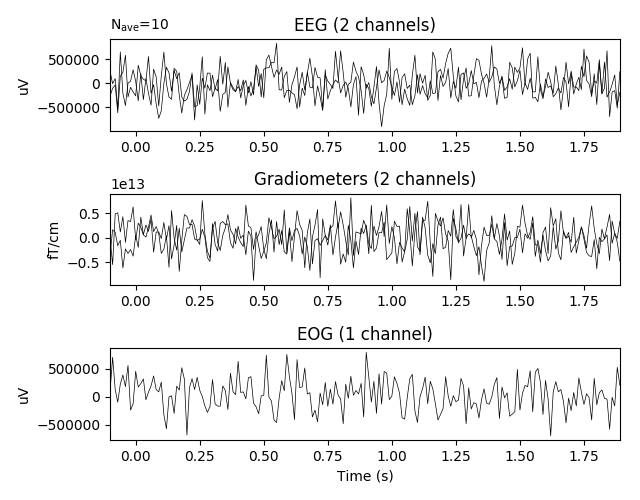 N_ave=10
EEG (2 channels)
uV
500000
0
−500000
0.00 0.25 0.50 0.75 1.00 1.25 1.50 1.75
1e13
Gradiometers (2 channels)
fT/cm
0.5
0.0
−0.5
0.00 0.25 0.50 0.75 1.00 1.25 1.50 1.75
EOG (1 channel)
uV
500000
0
−500000
0.00 0.25 0.50 0.75 1.00 1.25 1.50 1.75
Time (s)